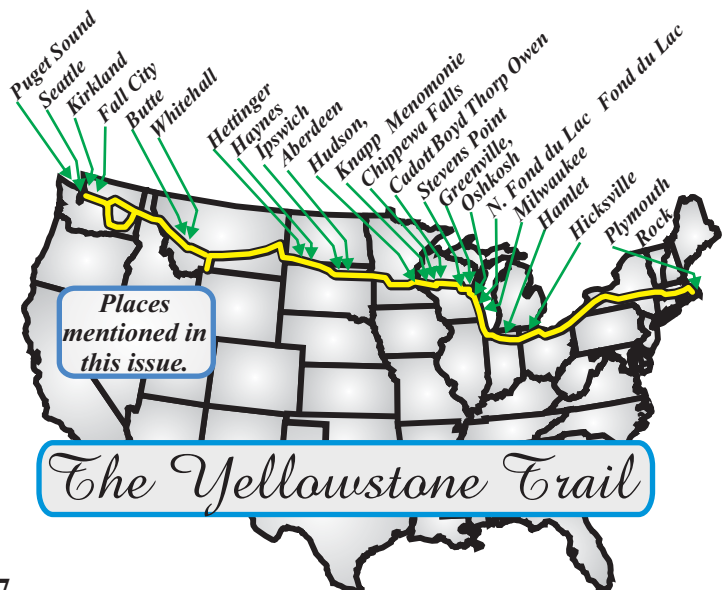 Puget Sound
Seattle
Kirkland
Fall City
Butte
Whitehall
Hettinger
Haynes
Ipswich
Aberdeen
Hudson,
Knapp Menomonie
Chippewa Falls
Cadott Boyd Thorp Owen
Stevens Point
Greenville,
Oshkosh
N. Fond du Lac Fond du Lac
Milwaukee
Hamlet
Hicksville
Plymouth
Rock
Places
mentioned in
this issue.
The Yellowstone Trail
7